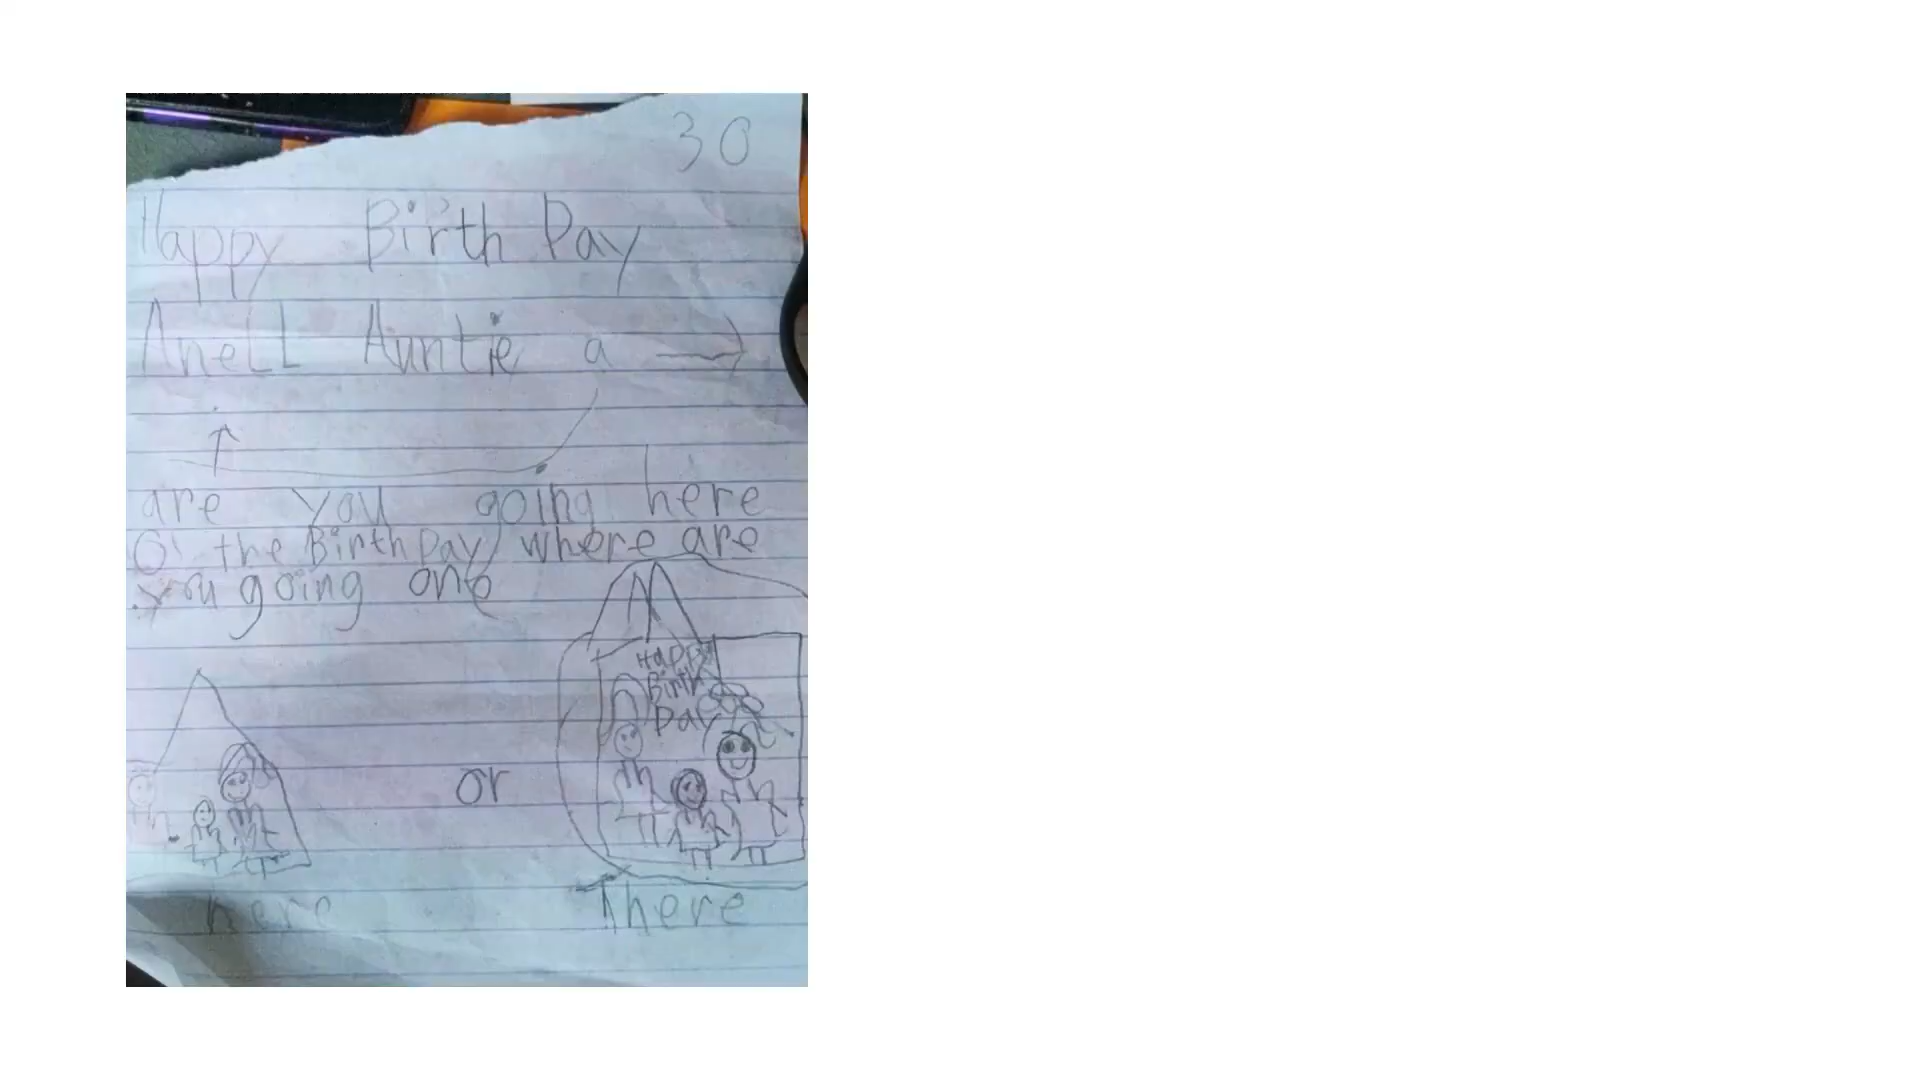 30
Happy Birth Day
Anell Auntie a →
↑
are you going here
the Birth Day where are
you going one
Happy
Birth
Day
or
here There